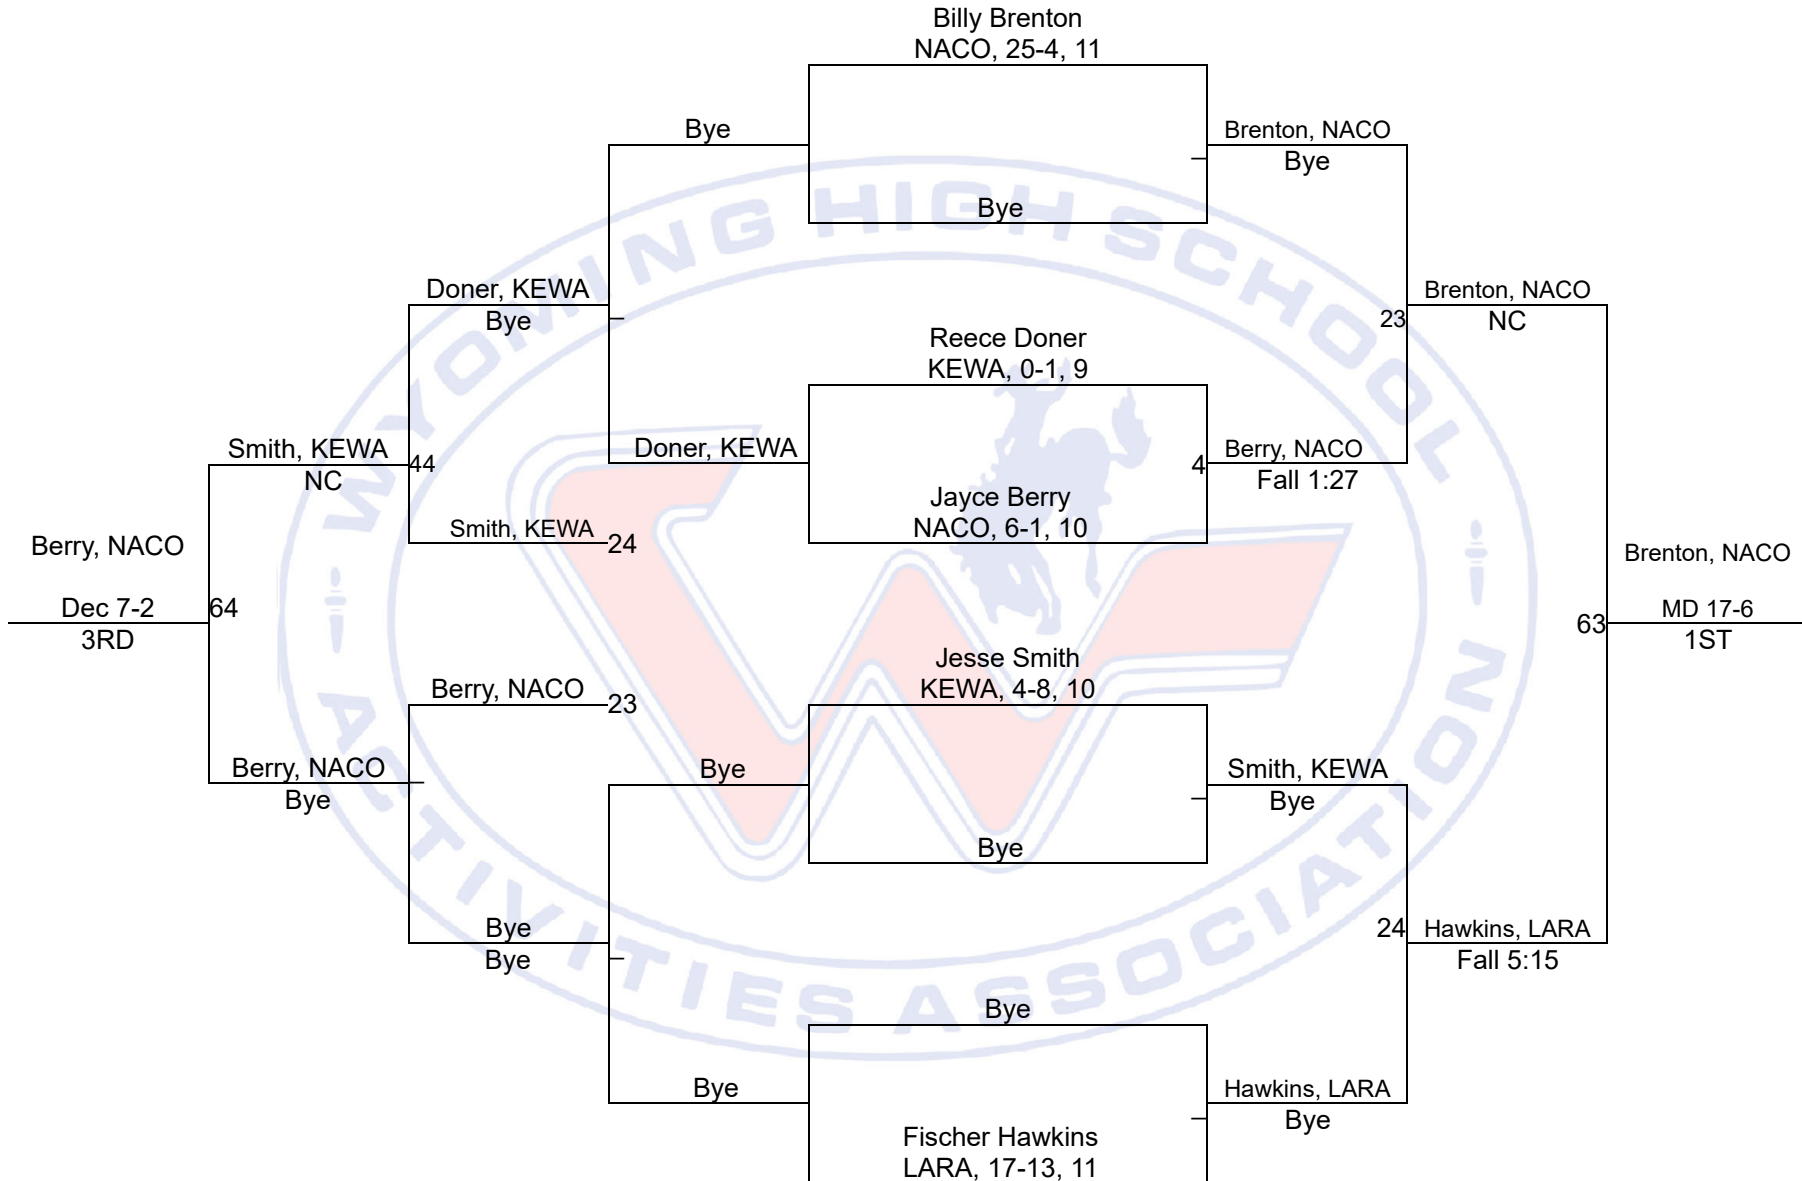 Billy Brenton
NACO, 25-4, 11
Bye
Brenton, NACO
Bye
Bye
Doner, KEWA
Bye
Brenton, NACO
NC
23
Reece Doner
KEWA, 0-1, 9
Smith, KEWA
NC
44
Doner, KEWA
4
Berry, NACO
Fall 1:27
Jayce Berry
NACO, 6-1, 10
Smith, KEWA
24
Berry, NACO
Dec 7-2
3RD
64
Brenton, NACO
MD 17-6
1ST
63
Jesse Smith
KEWA, 4-8, 10
Berry, NACO
23
Berry, NACO
Bye
Bye
Smith, KEWA
Bye
Bye
Bye
Bye
24
Hawkins, LARA
Fall 5:15
Bye
Bye
Hawkins, LARA
Bye
Fischer Hawkins
LARA, 17-13, 11
WYOMING HIGH SCHOOL
ACTIVITIES ASSOCIATION